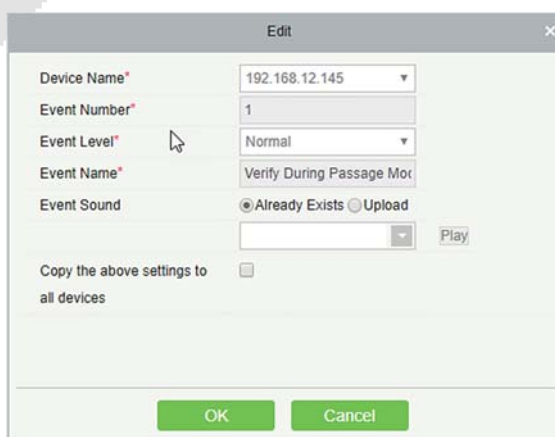 Edit
Device Name* 192.168.12.145
Event Number* 1
Event Level* Normal
Event Name* Verify During Passage Moc
Event Sound Already Exists Upload
Play
Copy the above settings to
all devices
OK Cancel